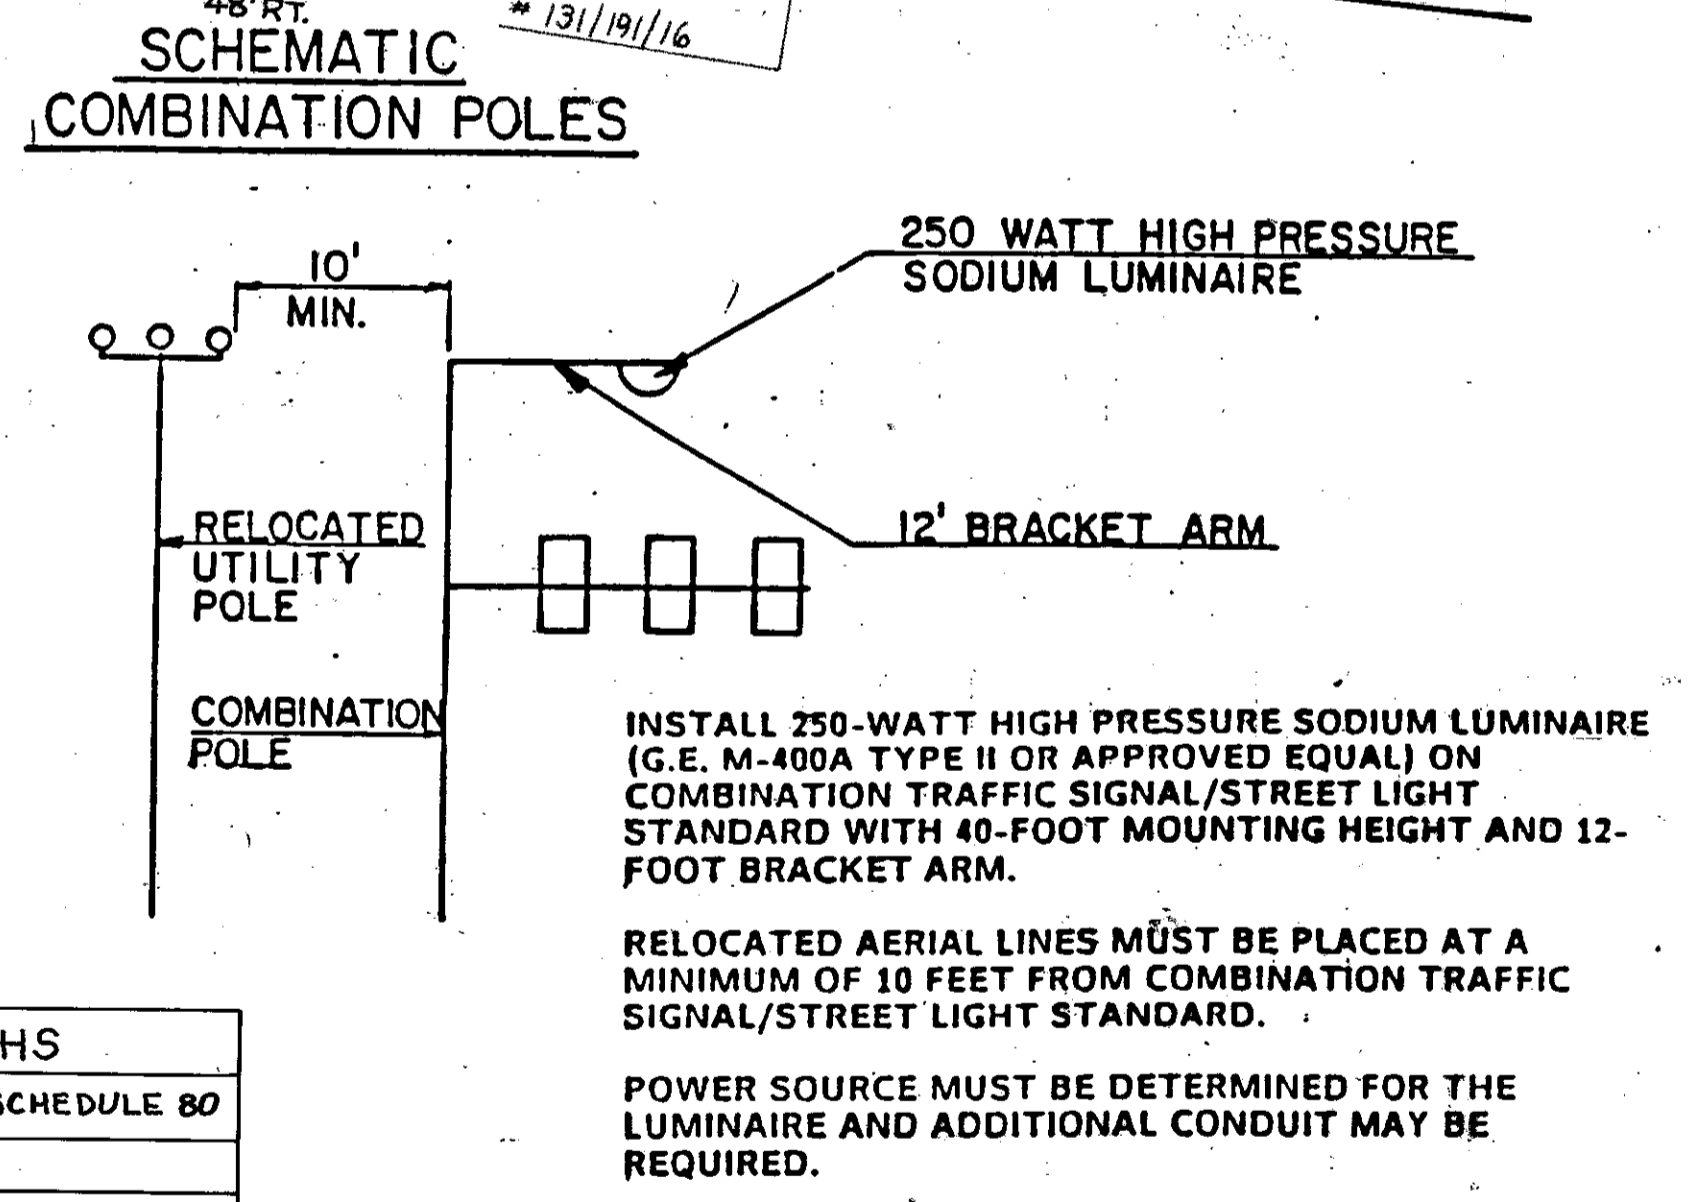 48' RT.
# 131/191/16
SCHEMATIC
COMBINATION POLES
10'
MIN.
250 WATT HIGH PRESSURE
SODIUM LUMINAIRE
RELOCATED
UTILITY
POLE
12' BRACKET ARM
COMBINATION
POLE
INSTALL 250-WATT HIGH PRESSURE SODIUM LUMINAIRE
(G.E. M-400A TYPE II OR APPROVED EQUAL) ON
COMBINATION TRAFFIC SIGNAL/STREET LIGHT
STANDARD WITH 40-FOOT MOUNTING HEIGHT AND 12-
FOOT BRACKET ARM.
RELOCATED AERIAL LINES MUST BE PLACED AT A
MINIMUM OF 10 FEET FROM COMBINATION TRAFFIC
SIGNAL/STREET LIGHT STANDARD.
POWER SOURCE MUST BE DETERMINED FOR THE
LUMINAIRE AND ADDITIONAL CONDUIT MAY BE
REQUIRED.
HS
SCHEDULE 80